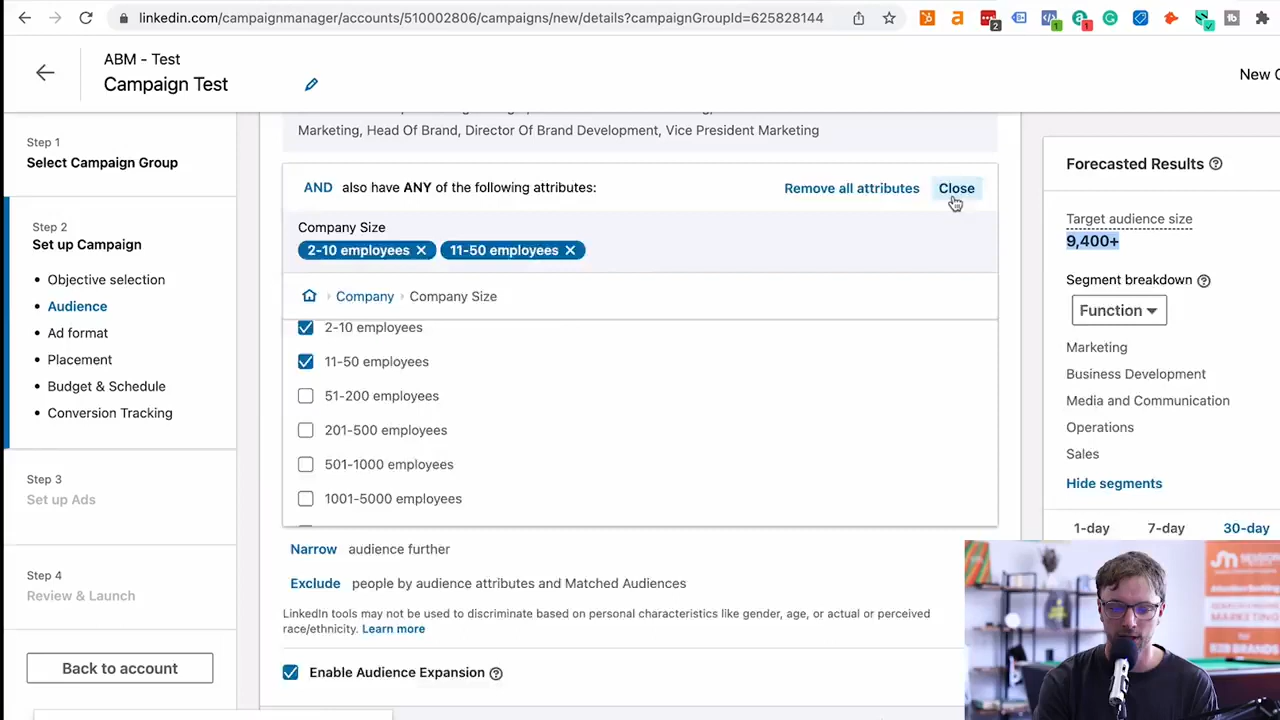 linkedin.com/campaignmanager/accounts/510002806/campaigns/new/details?campaignGroupId=625828144
2
1
1
ABM - Test
Campaign Test
New
Step 1
Select Campaign Group
Step 2
Set up Campaign
Objective selection
Audience
Ad format
Placement
Budget & Schedule
Conversion Tracking
Step 3
Set up Ads
Step 4
Review & Launch
Back to account
Marketing, Head Of Brand, Director Of Brand Development, Vice President Marketing
AND also have ANY of the following attributes:
Remove all attributes
Close
Company Size
2-10 employees
11-50 employees
Company › Company Size
2-10 employees
11-50 employees
51-200 employees
201-500 employees
501-1000 employees
1001-5000 employees
Narrow audience further
Exclude people by audience attributes and Matched Audiences
LinkedIn tools may not be used to discriminate based on personal characteristics like gender, age, or actual or perceived
race/ethnicity. Learn more
Enable Audience Expansion
Forecasted Results
Target audience size
9,400+
Segment breakdown
Function
Marketing
Business Development
Media and Communication
Operations
Sales
Hide segments
1-day 7-day 30-day
MARKETING
for
B2B BRANDS